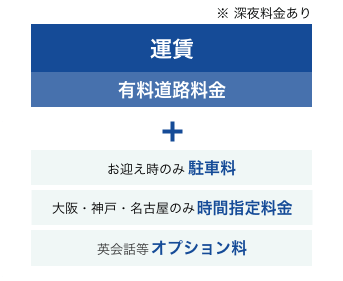 ※ 深夜料金あり
運賃
有料道路料金
+
お迎え時のみ 駐車料
大阪・神戸・名古屋のみ 時間指定料金
英会話等 オプション料